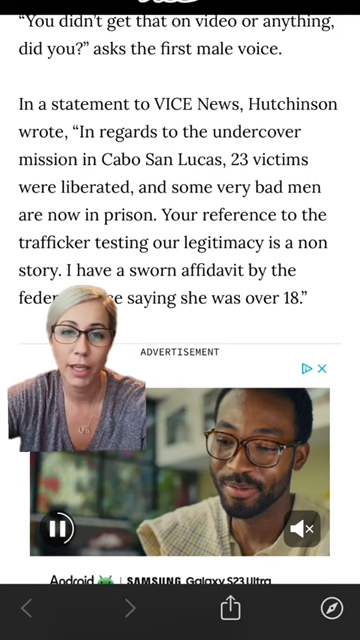 “You didn’t get that on video or anything,
did you?” asks the first male voice.
In a statement to VICE News, Hutchinson
wrote, “In regards to the undercover
mission in Cabo San Lucas, 23 victims
were liberated, and some very bad men
are now in prison. Your reference to the
trafficker testing our legitimacy is a non
story. I have a sworn affidavit by the
saying she was over 18.”
ADVERTISEMENT
Android | SAMSUNG Galaxy S23 Ultra